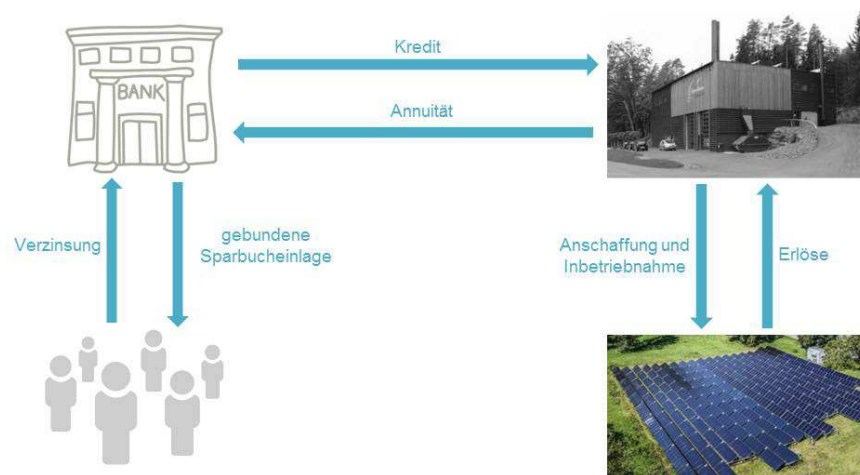 Kredit
BANK
Annuität
Verzinsung
gebundene
Sparbucheinlage
Anschaffung und
Inbetriebnahme
Erlöse